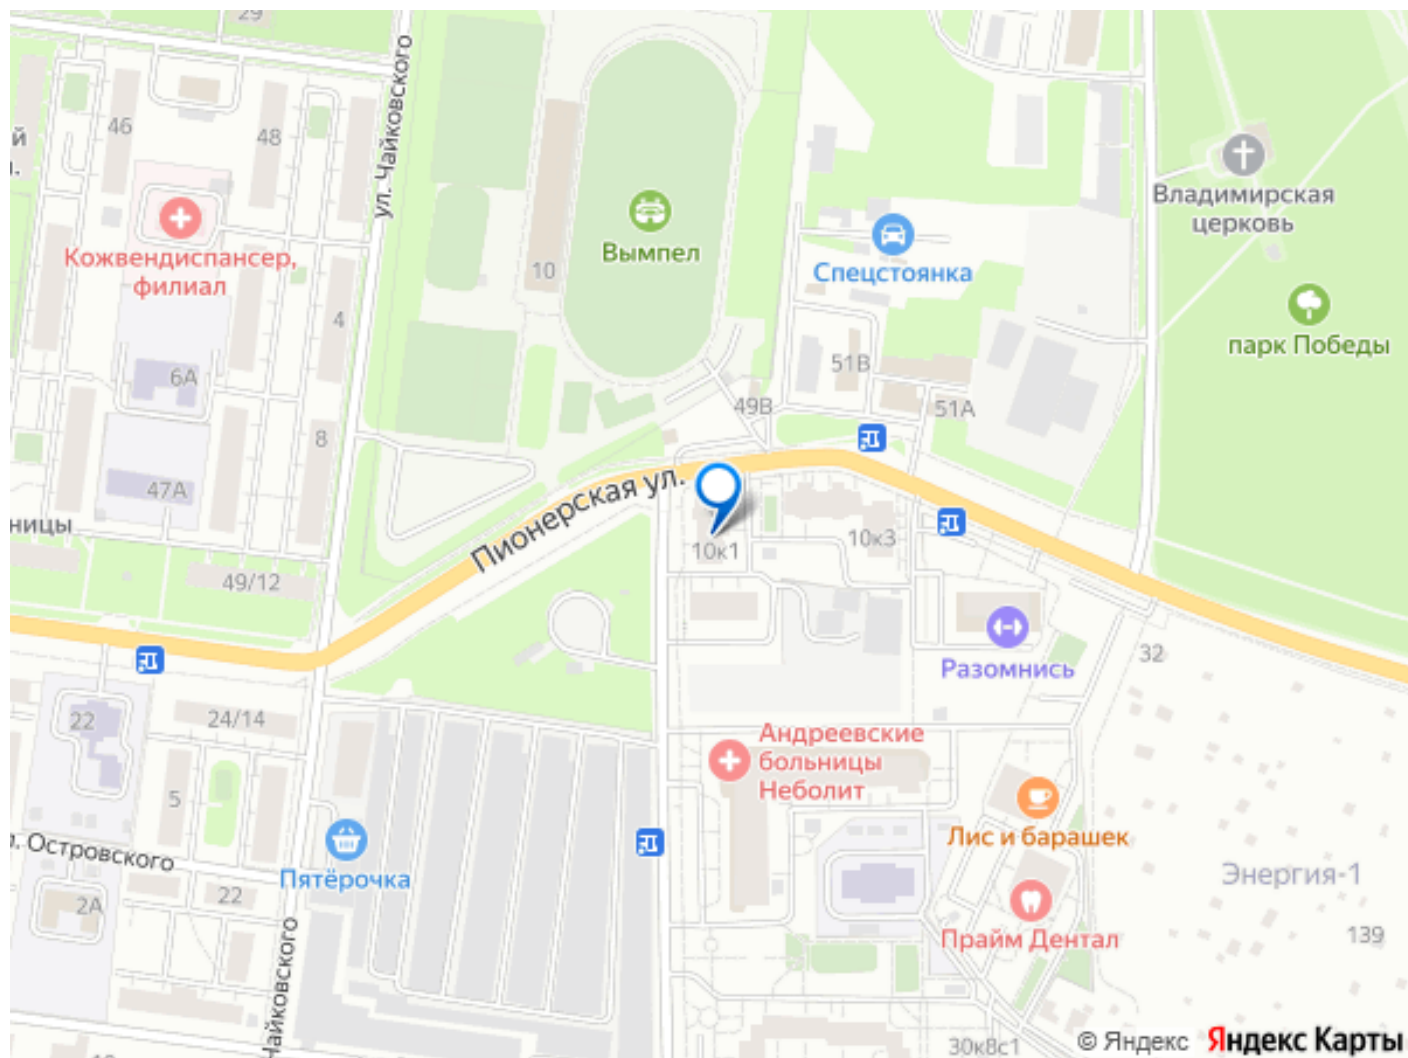 29
46
48
й
ул. Чайковского
Кожвендиспансер,
филиал
4
6А
8
47А
ницы
49/12
10
Вымпел
Владимирская
церковь
Спецстоянка
парк Победы
51В
51А
49В
Пионерская ул.
10к1
10к3
Разомнись
32
22
24/14
5
Андреевские
больницы
Неболит
Лис и барашек
Островского
Пятёрочка
2А
22
Энергия-1
139
Прайм Дентал
Чайковского
30к8с1
© Яндекс Яндекс Карты